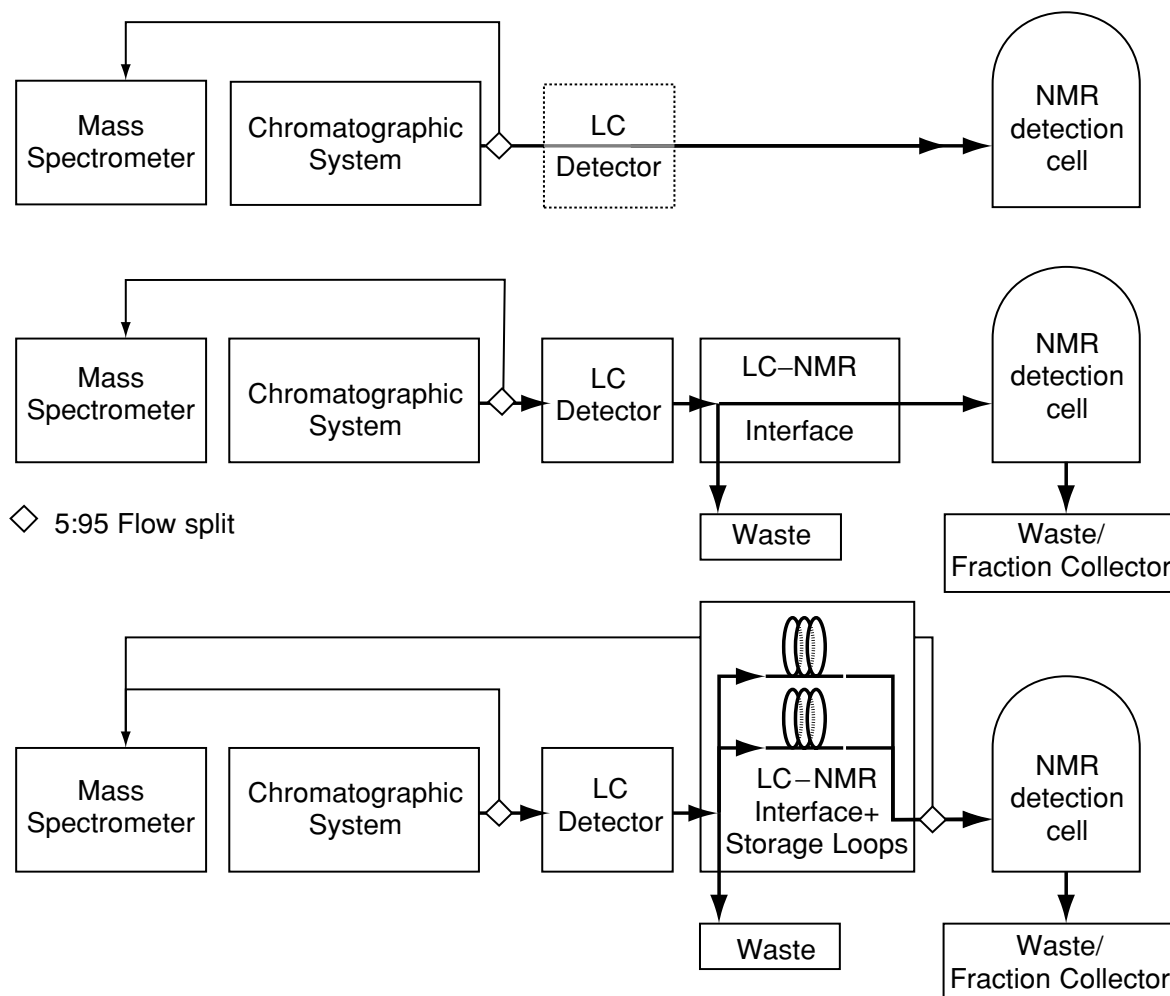 Mass
Spectrometer
Chromatographic
System
LC
Detector
NMR
detection
cell
Mass
Spectrometer
Chromatographic
System
LC
Detector
LC–NMR
Interface
NMR
detection
cell
5:95 Flow split
Waste
Waste/
Fraction Collector
Mass
Spectrometer
Chromatographic
System
LC
Detector
LC–NMR
Interface+
Storage Loops
NMR
detection
cell
Waste
Waste/
Fraction Collector